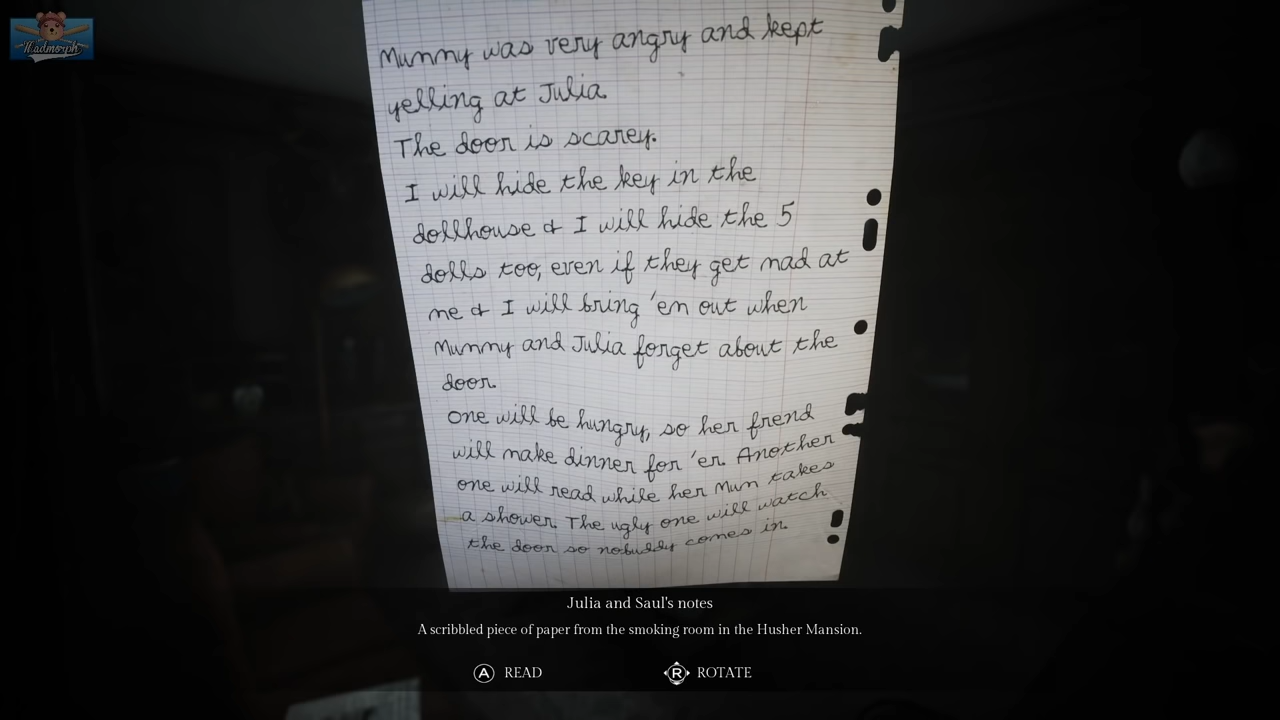 Madmorph
Mummy was very angry and kept
yelling at Julia.
The door is scarey.
I will hide the key in the
dollhouse & I will hide the 5
dolls too, even if they get mad at
me & I will bring 'em out when
Mummy and Julia forget about the
door.
One will be hungry, so her frend
will make dinner for 'er. Another
one will read while her Mum takes
a shower. The ugly one will watch
the door so nobuddy comes in.
Julia and Saul's notes
A scribbled piece of paper from the smoking room in the Husher Mansion.
A READ R ROTATE